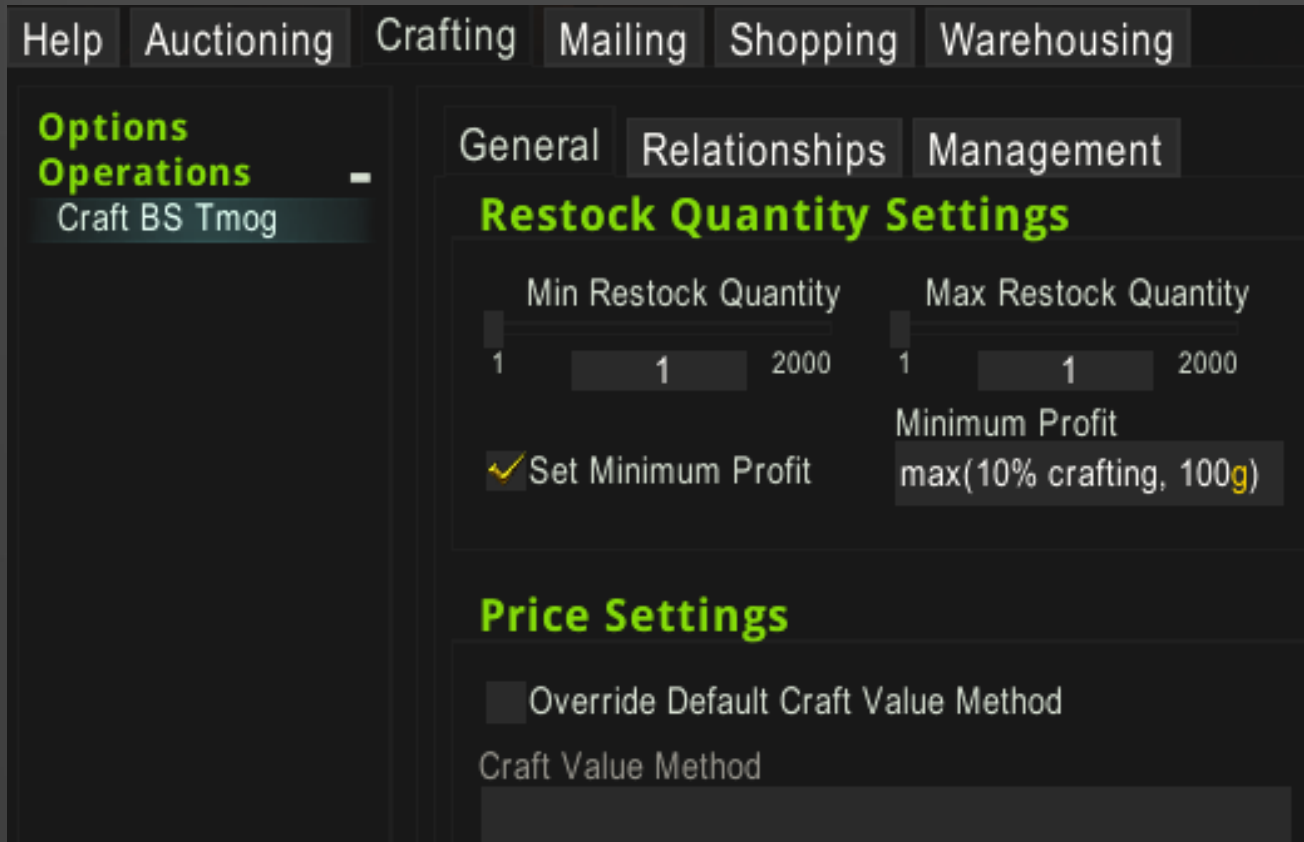 Help Auctioning Crafting Mailing Shopping Warehousing
Options
Operations
Craft BS Tmog
General Relationships Management
Restock Quantity Settings
Min Restock Quantity Max Restock Quantity
1 1 2000 1 1 2000
Minimum Profit
Set Minimum Profit max(10% crafting, 100g)
Price Settings
Override Default Craft Value Method
Craft Value Method